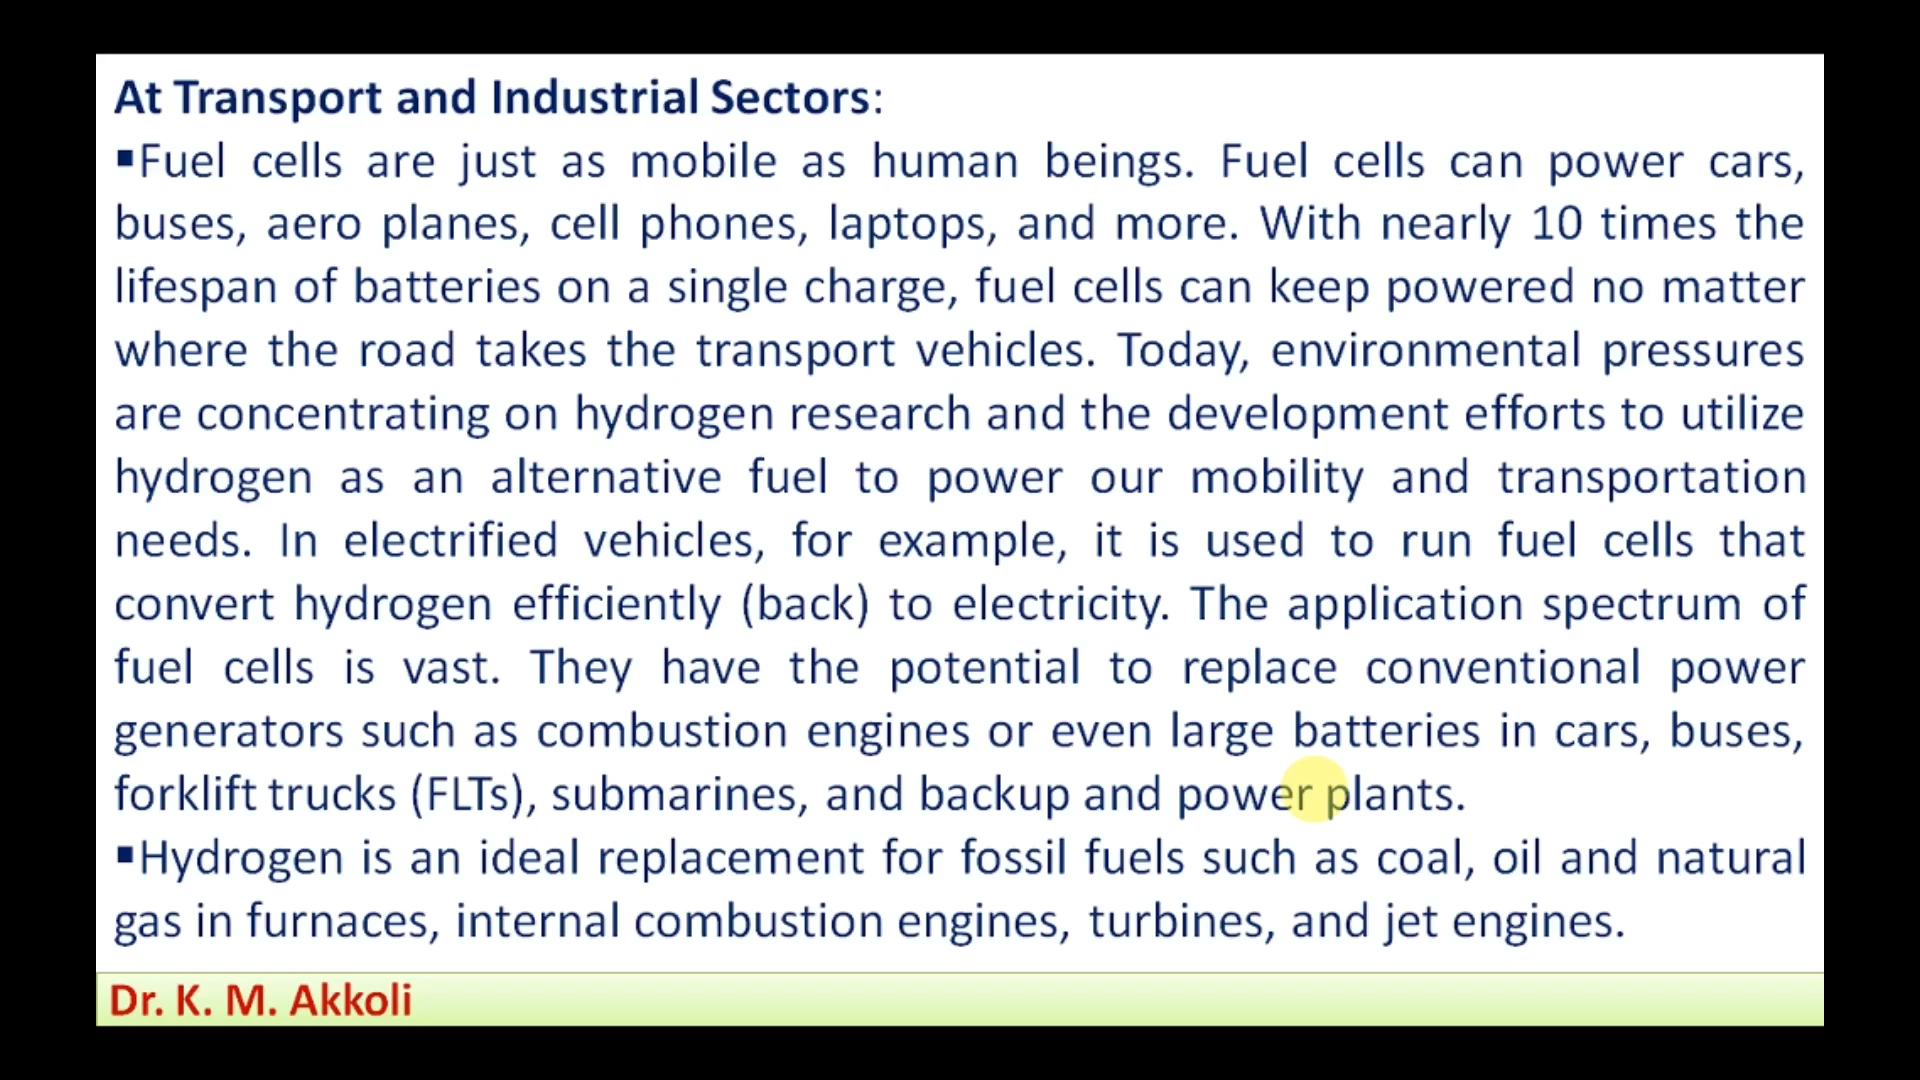 At Transport and Industrial Sectors:
▪Fuel cells are just as mobile as human beings. Fuel cells can power cars,
buses, aero planes, cell phones, laptops, and more. With nearly 10 times the
lifespan of batteries on a single charge, fuel cells can keep powered no matter
where the road takes the transport vehicles. Today, environmental pressures
are concentrating on hydrogen research and the development efforts to utilize
hydrogen as an alternative fuel to power our mobility and transportation
needs. In electrified vehicles, for example, it is used to run fuel cells that
convert hydrogen efficiently (back) to electricity. The application spectrum of
fuel cells is vast. They have the potential to replace conventional power
generators such as combustion engines or even large batteries in cars, buses,
forklift trucks (FLTs), submarines, and backup and power plants.
▪Hydrogen is an ideal replacement for fossil fuels such as coal, oil and natural
gas in furnaces, internal combustion engines, turbines, and jet engines.
Dr. K. M. Akkoli